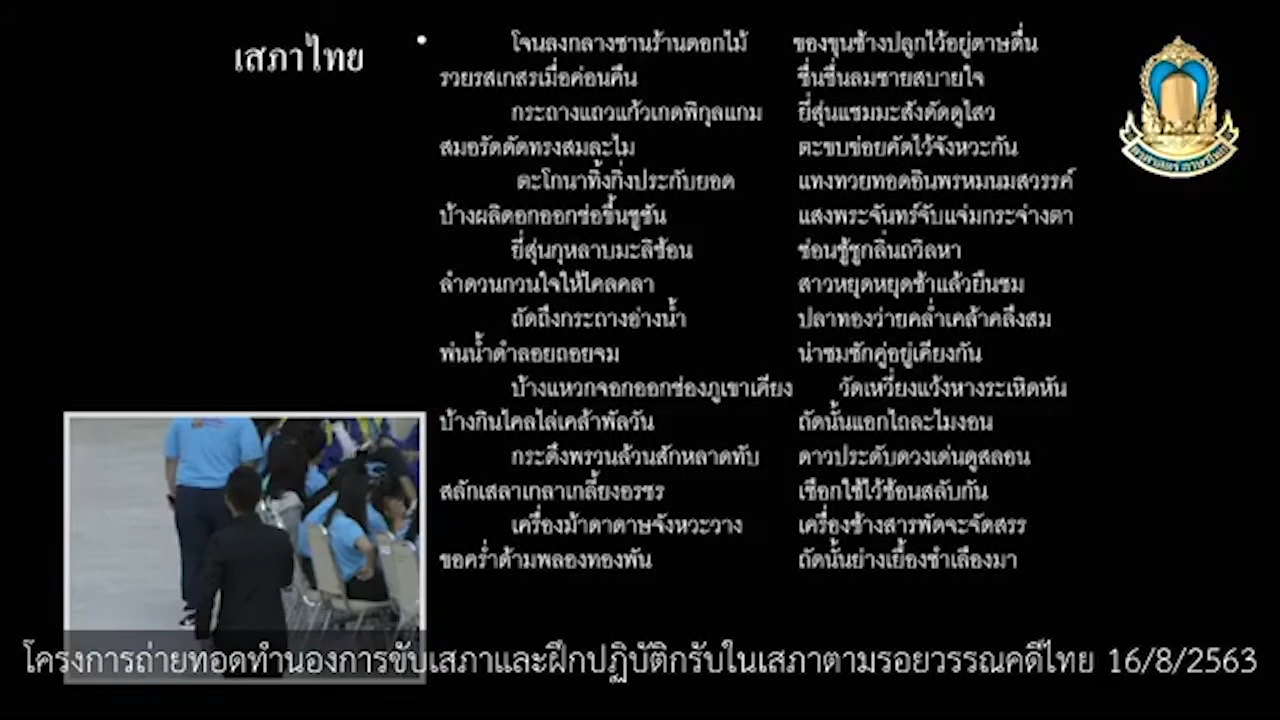 เสภาไทย
• โจนลงกลางชานร้านดอกไม้ ของขุนช้างปลูกไว้อยู่ดาษดื่น
รวยรสเกสรเมื่อค่อนคืน ชื่นชื่นลมชายสบายใจ
กระถางแถวแก้วเกดพิกุลแกม ยี่สุ่นแซมมะสังดัดดูไสว
สมอรัดดัดทรงสมละไม ตะขบข่อยคัดไว้จังหวะกัน
ตะโกนาทิ้งกิ่งประกับยอด แทงทวยทอดอินพรหมนมสวรรค์
บ้างผลิดอกออกช่อขึ้นชูชัน แสงพระจันทร์จับแจ่มกระจ่างตา
ยี่สุ่นกุหลาบมะลิซ้อน ซ่อนชู้ชูกลิ่นถวิลหา
ลำดวนกวนใจให้ไคลคลา สาวหยุดหยุดช้าแล้วยืนชม
ถัดถึงกระถางอ่างน้ำ ปลาทองว่ายคล่ำเคล้าคลึงสม
พ่นน้ำดำลอยถอยจม น่าชมชักคู่อยู่เคียงกัน
บ้างแหวกจอกออกช่องภูเขาเคียง วัดเหวี่ยงแว้งหางระเหิดหัน
บ้างกินไคลไล่เคล้าพัลวัน ถัดนั้นแอกไถละไมงอน
กระดึงพรวนล้วนสักหลาดทับ ดาวประดับดวงเด่นดูสลอน
สลักเสลาเกลาเกลี้ยงอรชร เชือกใช้ไว้ซ้อนสลับกัน
เครื่องม้าดาดาษจังหวะวาง เครื่องช้างสารพัดจะจัดสรร
ขอคร่ำด้ามพลองทองพัน ถัดนั้นย่างเยื้องชำเลืองมา
โครงการถ่ายทอดทำนองการขับเสภาและฝึกปฏิบัติกรับในเสภาตามรอยวรรณคดีไทย 16/8/2563